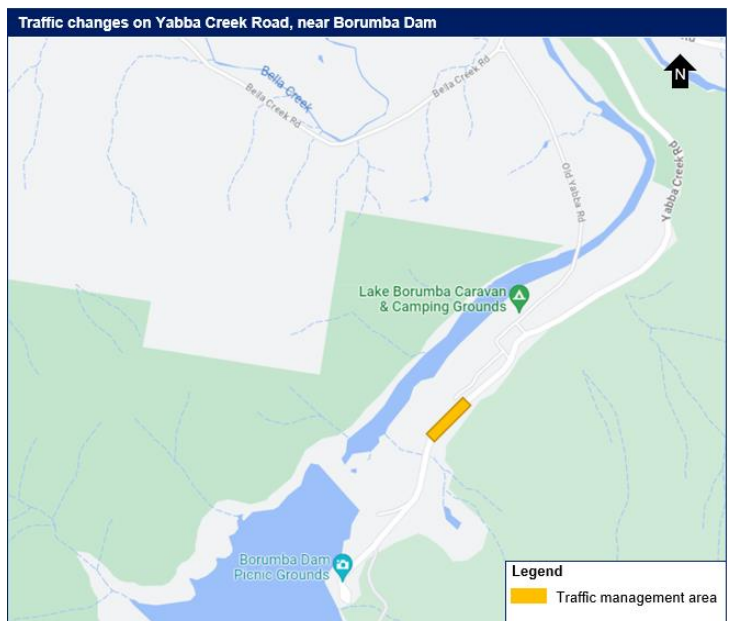 Traffic changes on Yabba Creek Road, near Borumba Dam
N
Rd
Bella Creek
Bella Creek Rd
Bella Creek Rd
Old Yabba Rd
Yabba Creek Rd
Lake Borumba Caravan
& Camping Grounds
Borumba Dam
Picnic Grounds
Legend
Traffic management area